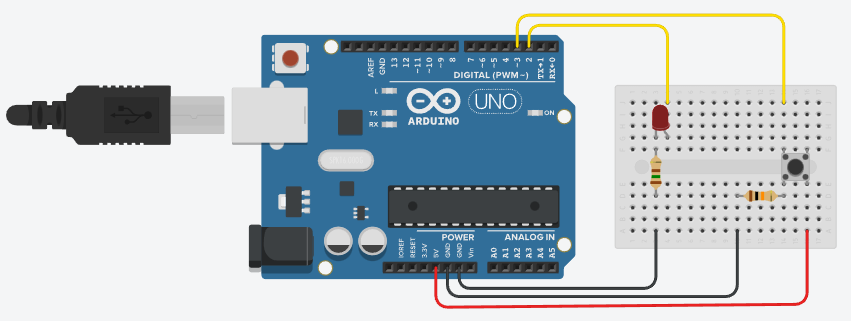 AREF
GND
13
12
~11
~10
~9
8
7
~6
~5
4
~3
2
TX→1
RX←0
DIGITAL (PWM~)
L
TX
RX
UNO
ARDUINO
ON
POWER
ANALOG IN
IOREF
RESET
3.3V
5V
GND
GND
Vin
A0
A1
A2
A3
A4
A5